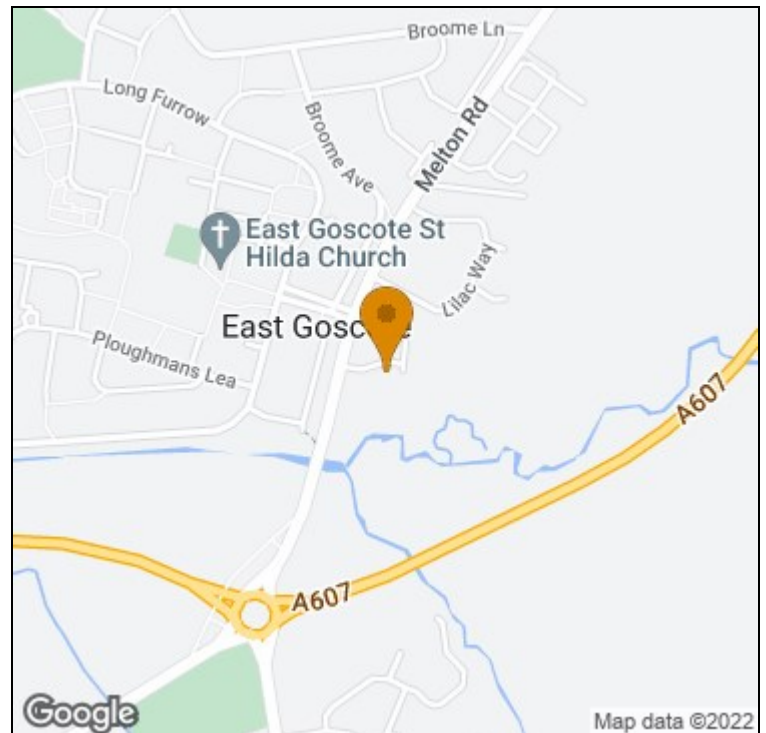 Broome Ln
Long Furrow
Broome Ave
Melton Rd
East Goscote St
Hilda Church
Lilac Way
East Gosc
Ploughmans Lea
A607
A607
Google
Map data ©2022